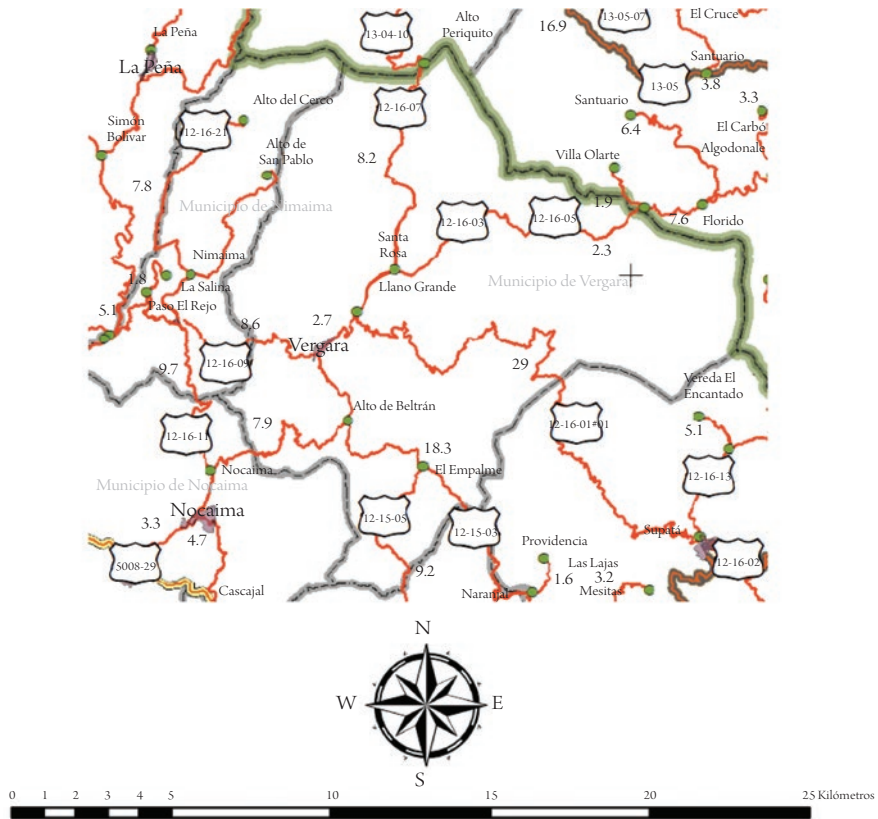 La Peña
La Peña
13-04-10
Alto
Periquito
16.9
13-05-07
El Cruce
Santuario
13-05
3.8
3.3
Santuario
6.4
El Carbó
Algodonale
Alto del Cerco
12-16-21
12-16-07
Simón
Bolivar
Alto de
San Pablo
8.2
Villa Olarte
7.8
1.9
Municipio de Nimaima
12-16-03
12-16-05
7.6
Florido
2.3
Santa
Rosa
Nimaima
Llano Grande
Municipio de Vergara
1.8
La Salina
Paso El Rejo
5.1
8.6
2.7
Vergara
12-16-09
29
9.7
Vereda El
Encantado
Alto de Beltrán
12-16-01#01
5.1
7.9
12-16-11
18.3
Nocaima
El Empalme
12-16-13
Municipio de Nocaima
Nocaima
12-15-05
12-15-03
3.3
4.7
Supatá
Providencia
5008-29
12-16-02
Las Lajas
9.2
1.6
3.2
Cascajal
Naranjal
Mesitas
N
W
E
S
0 1 2 3 4 5 10 15 20 25 Kilómetros